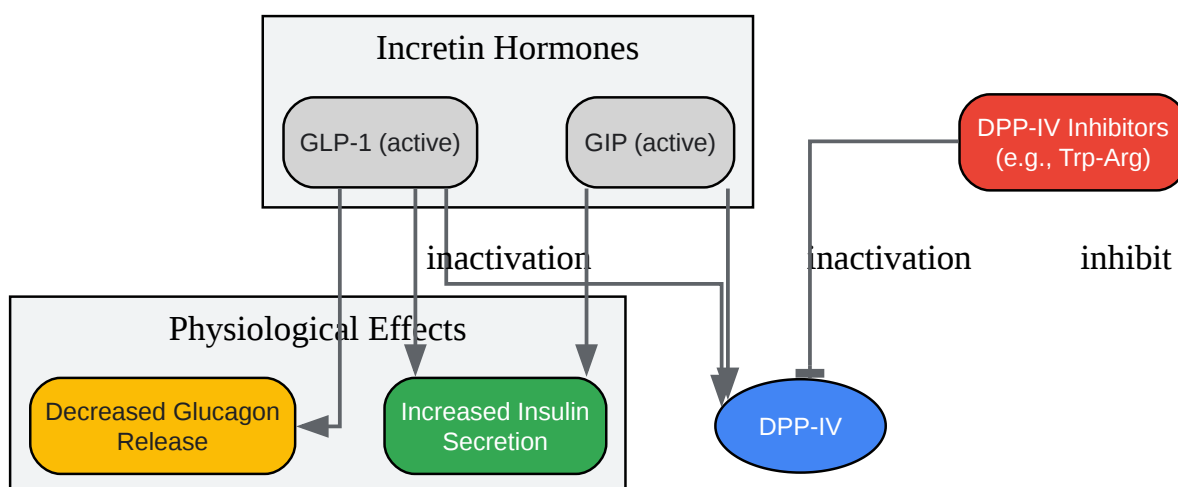 Incretin Hormones
GLP-1 (active)
GIP (active)
DPP-IV Inhibitors
(e.g., Trp-Arg)
inactivation
inactivation
inhibit
Physiological Effects
Decreased Glucagon
Release
Increased Insulin
Secretion
DPP-IV